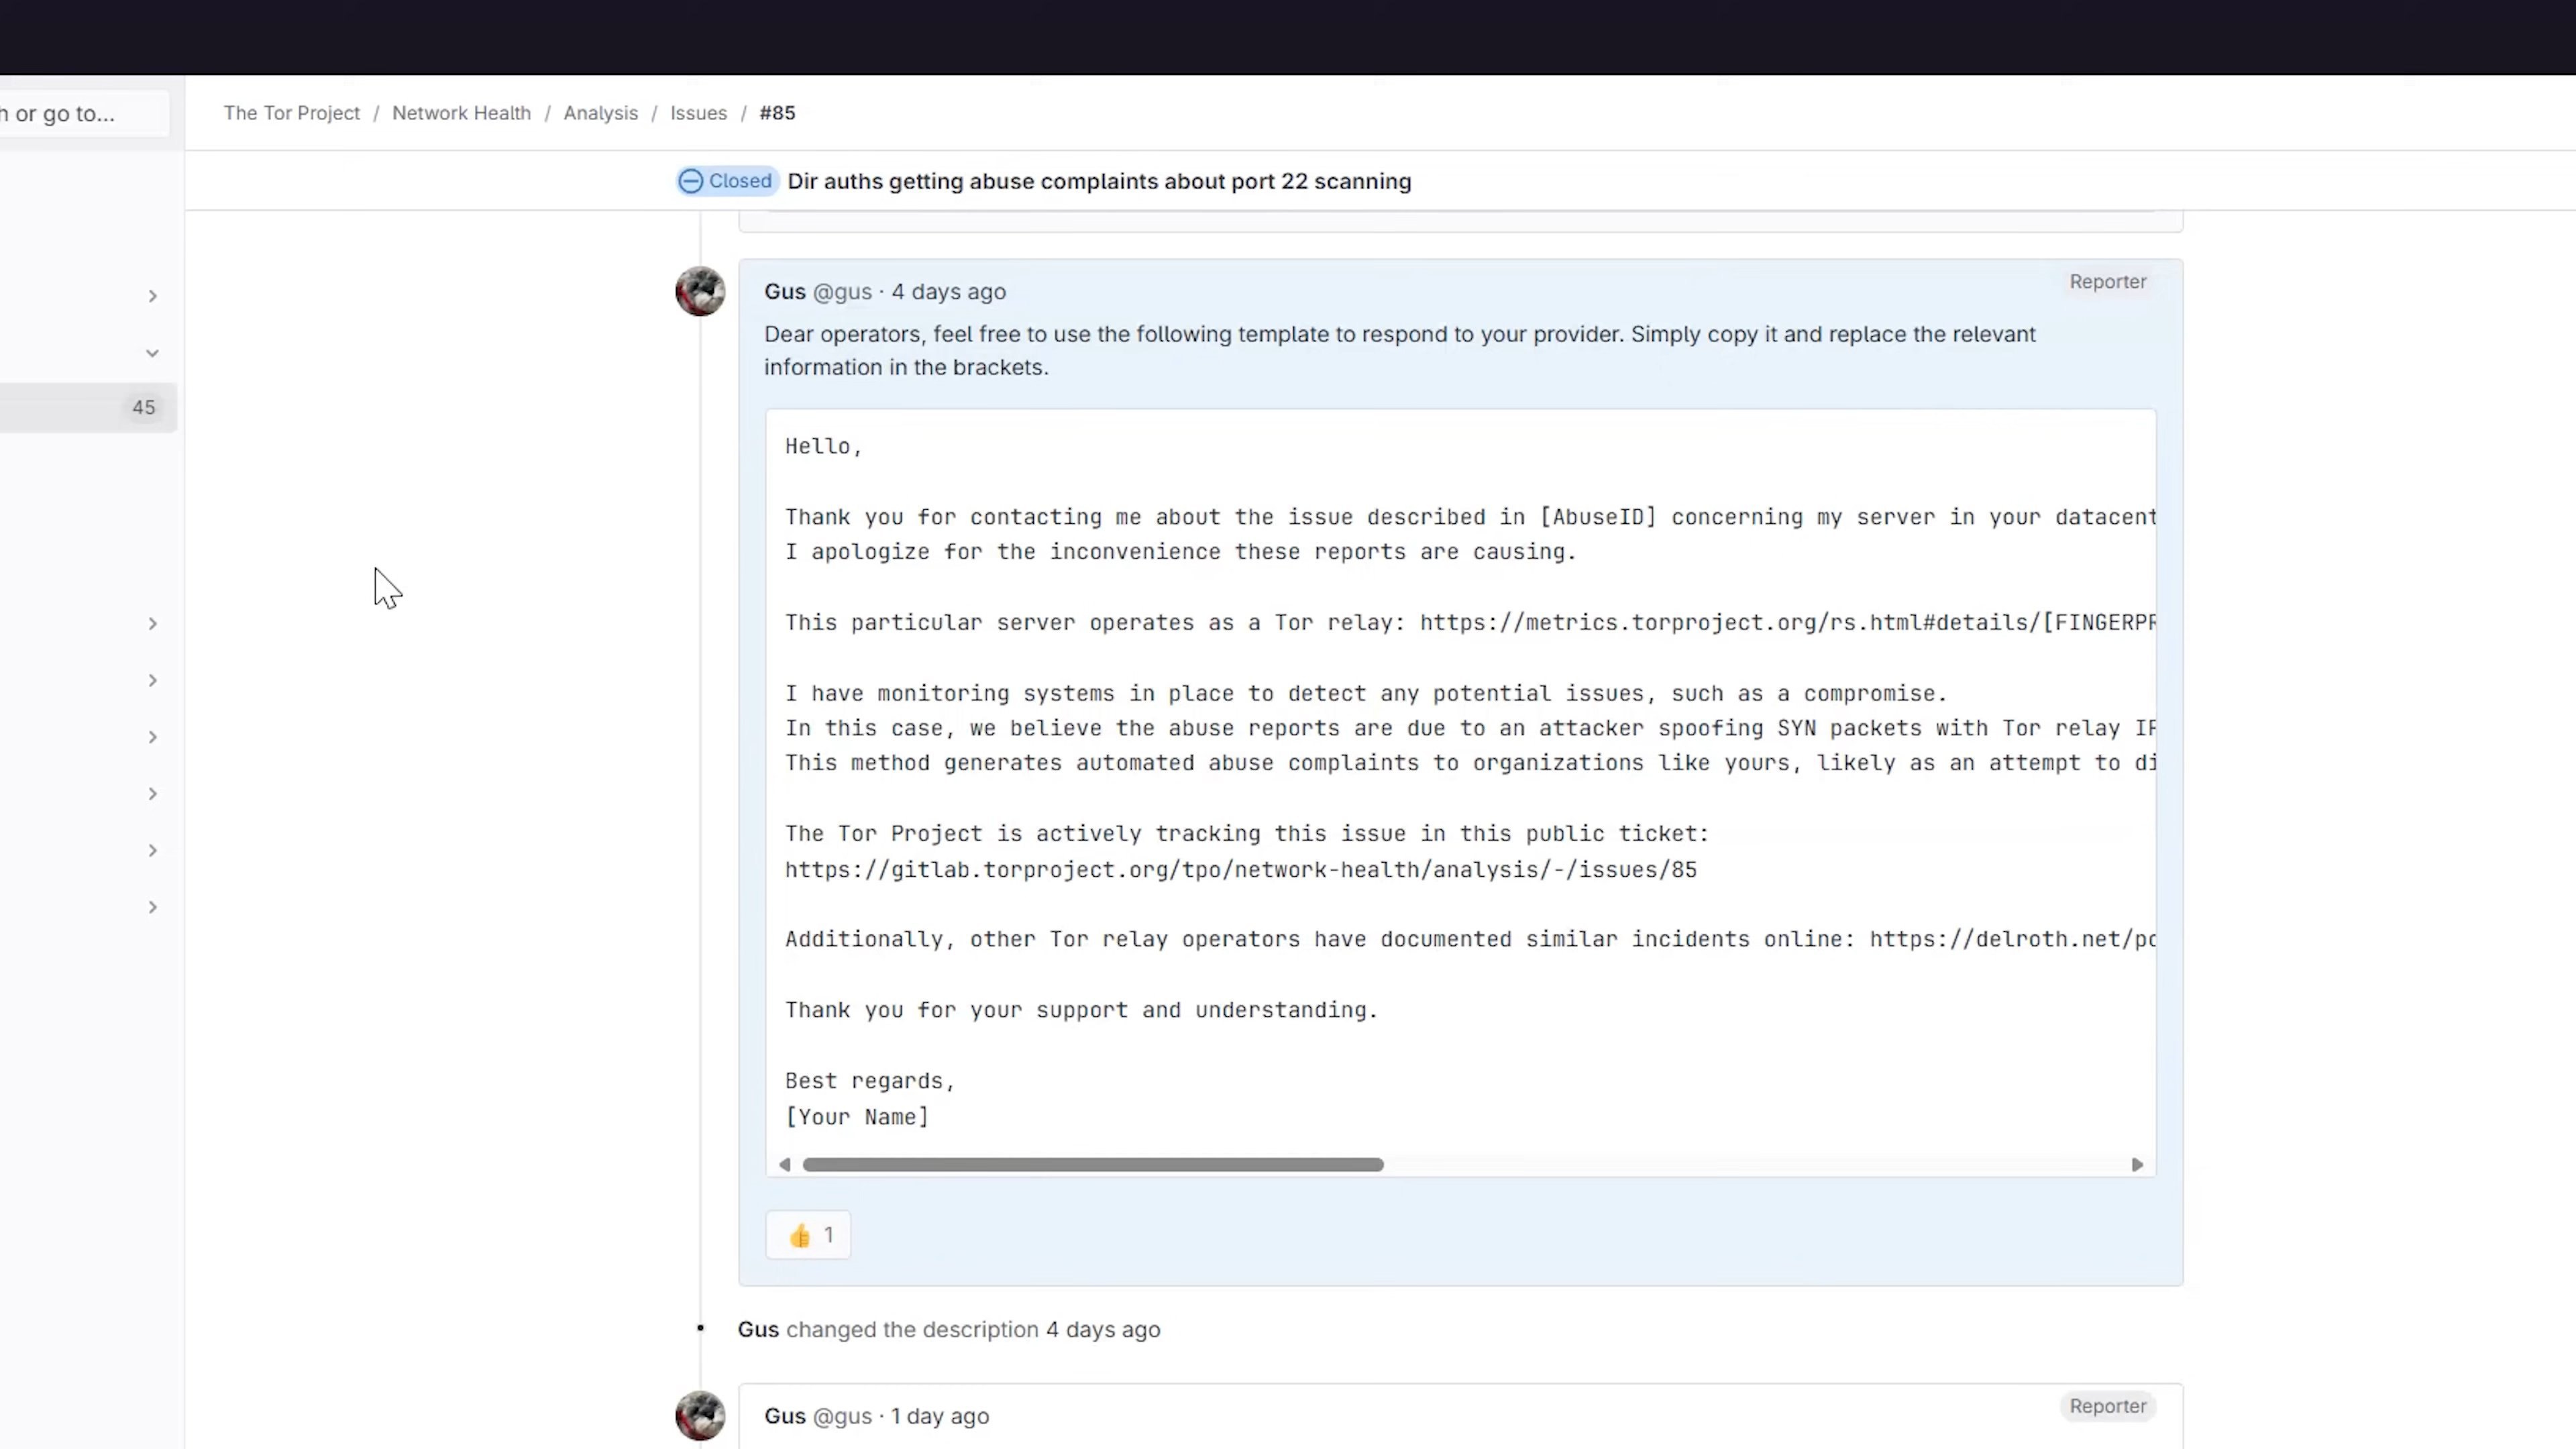 h or go to...
The Tor Project / Network Health / Analysis / Issues / #85
Closed Dir auths getting abuse complaints about port 22 scanning
45
Gus @gus · 4 days ago
Reporter
Dear operators, feel free to use the following template to respond to your provider. Simply copy it and replace the relevant
information in the brackets.
Hello,
Thank you for contacting me about the issue described in [AbuseID] concerning my server in your datacent
I apologize for the inconvenience these reports are causing.
This particular server operates as a Tor relay: https://metrics.torproject.org/rs.html#details/[FINGERPR
I have monitoring systems in place to detect any potential issues, such as a compromise.
In this case, we believe the abuse reports are due to an attacker spoofing SYN packets with Tor relay IP
This method generates automated abuse complaints to organizations like yours, likely as an attempt to di
The Tor Project is actively tracking this issue in this public ticket:
https://gitlab.torproject.org/tpo/network-health/analysis/-/issues/85
Additionally, other Tor relay operators have documented similar incidents online: https://delroth.net/po
Thank you for your support and understanding.
Best regards,
[Your Name]
👍 1
Gus changed the description 4 days ago
Gus @gus · 1 day ago
Reporter